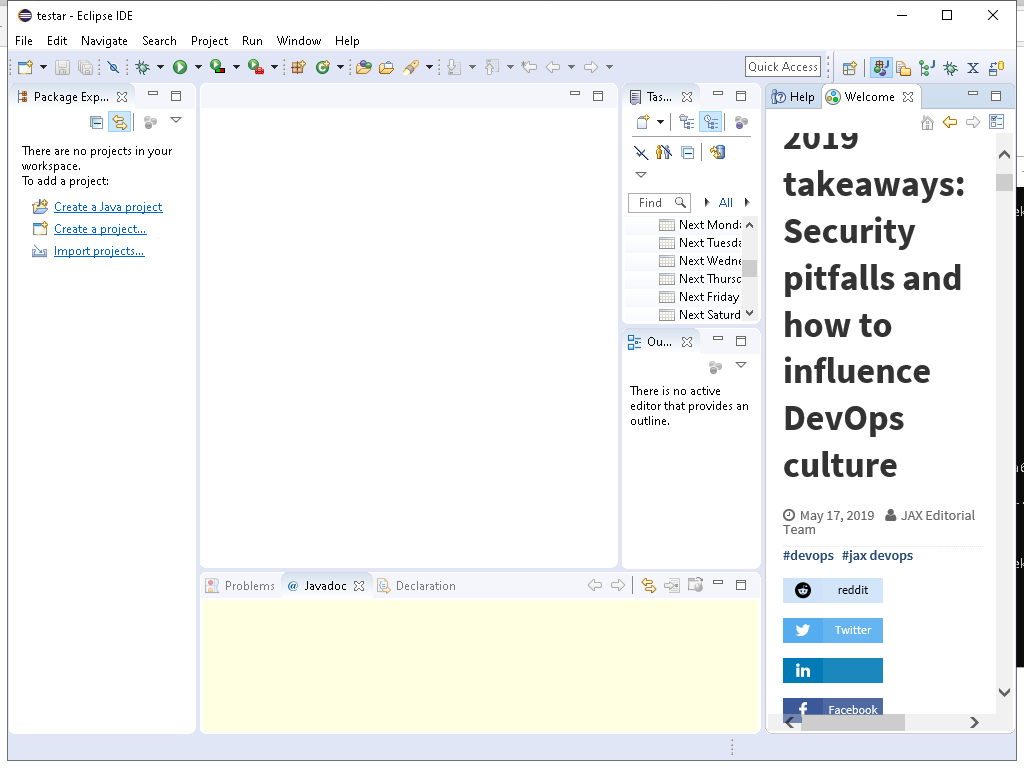 testar - Eclipse IDE
File Edit Navigate Search Project Run Window Help
Quick Access
Package Exp...
There are no projects in your
workspace.
To add a project:
Create a Java project
Create a project...
Import projects...
Tas...
Find
All
Next Monda
Next Tuesda
Next Wedne
Next Thursd
Next Friday
Next Saturd
Ou...
There is no active
editor that provides an
outline.
Help Welcome
2019
takeaways:
Security
pitfalls and
how to
influence
DevOps
culture
May 17, 2019 JAX Editorial
Team
#devops #jax devops
reddit
Twitter
in
Facebook
Problems @ Javadoc Declaration